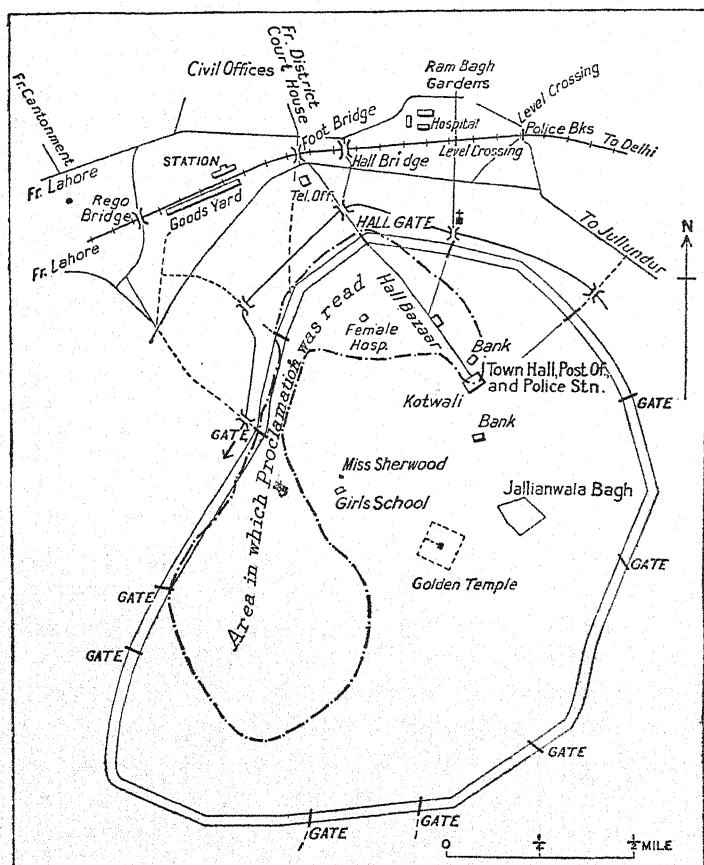 Fr. District
Court House
Civil Offices
Ram Bagh
Gardens
Level Crossing
Fr. Cantonment
Foot Bridge
Hospital
Police Bks
To Delhi
Fr. Lahore
STATION
Hall Bridge
Level Crossing
Rego
Bridge
Goods Yard
Tel. Off.
HALL GATE
To Jullundur
N
Fr. Lahore
Hall Bazaar
Female
Hosp.
Bank
Town Hall, Post Of.,
and Police Stn.
Kotwali
GATE
GATE
Bank
Area in which Proclamation was read
Miss Sherwood
Girls School
Jallianwala Bagh
Golden Temple
GATE
GATE
GATE
GATE
GATE
GATE
0 ¼ ½ MILE